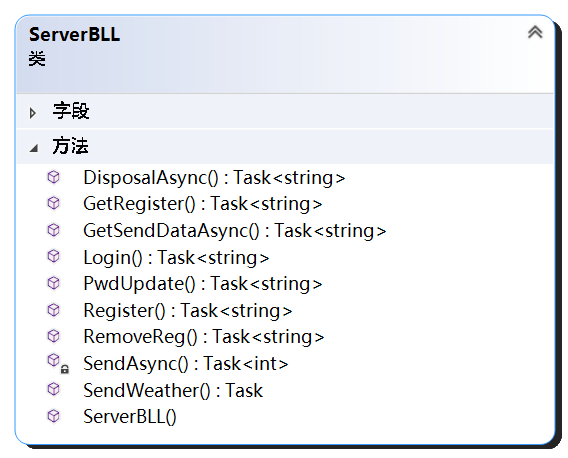 ServerBLL
类
字段
方法
DisposalAsync() : Task<string>
GetRegister() : Task<string>
GetSendDataAsync() : Task<string>
Login() : Task<string>
PwdUpdate() : Task<string>
Register() : Task<string>
RemoveReg() : Task<string>
SendAsync() : Task<int>
SendWeather() : Task
ServerBLL()